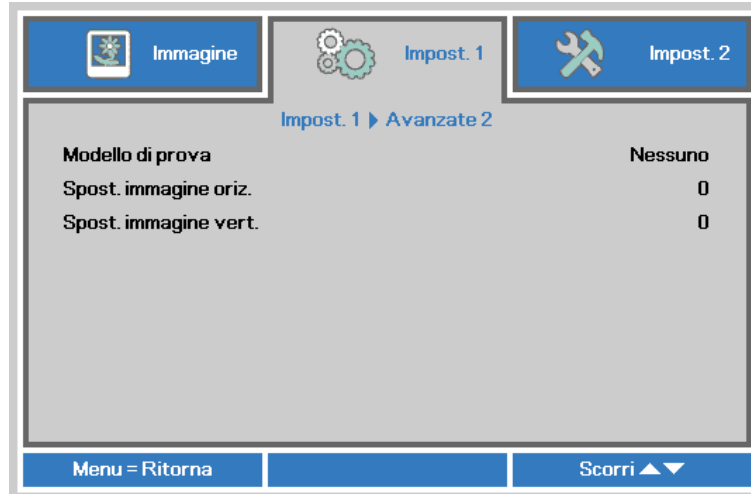 Immagine
Impost. 1
Impost. 2
Impost. 1 ▶ Avanzate 2
Modello di prova Nessuno
Spost. immagine oriz. 0
Spost. immagine vert. 0
Menu = Ritorna
Scorri ▲▼